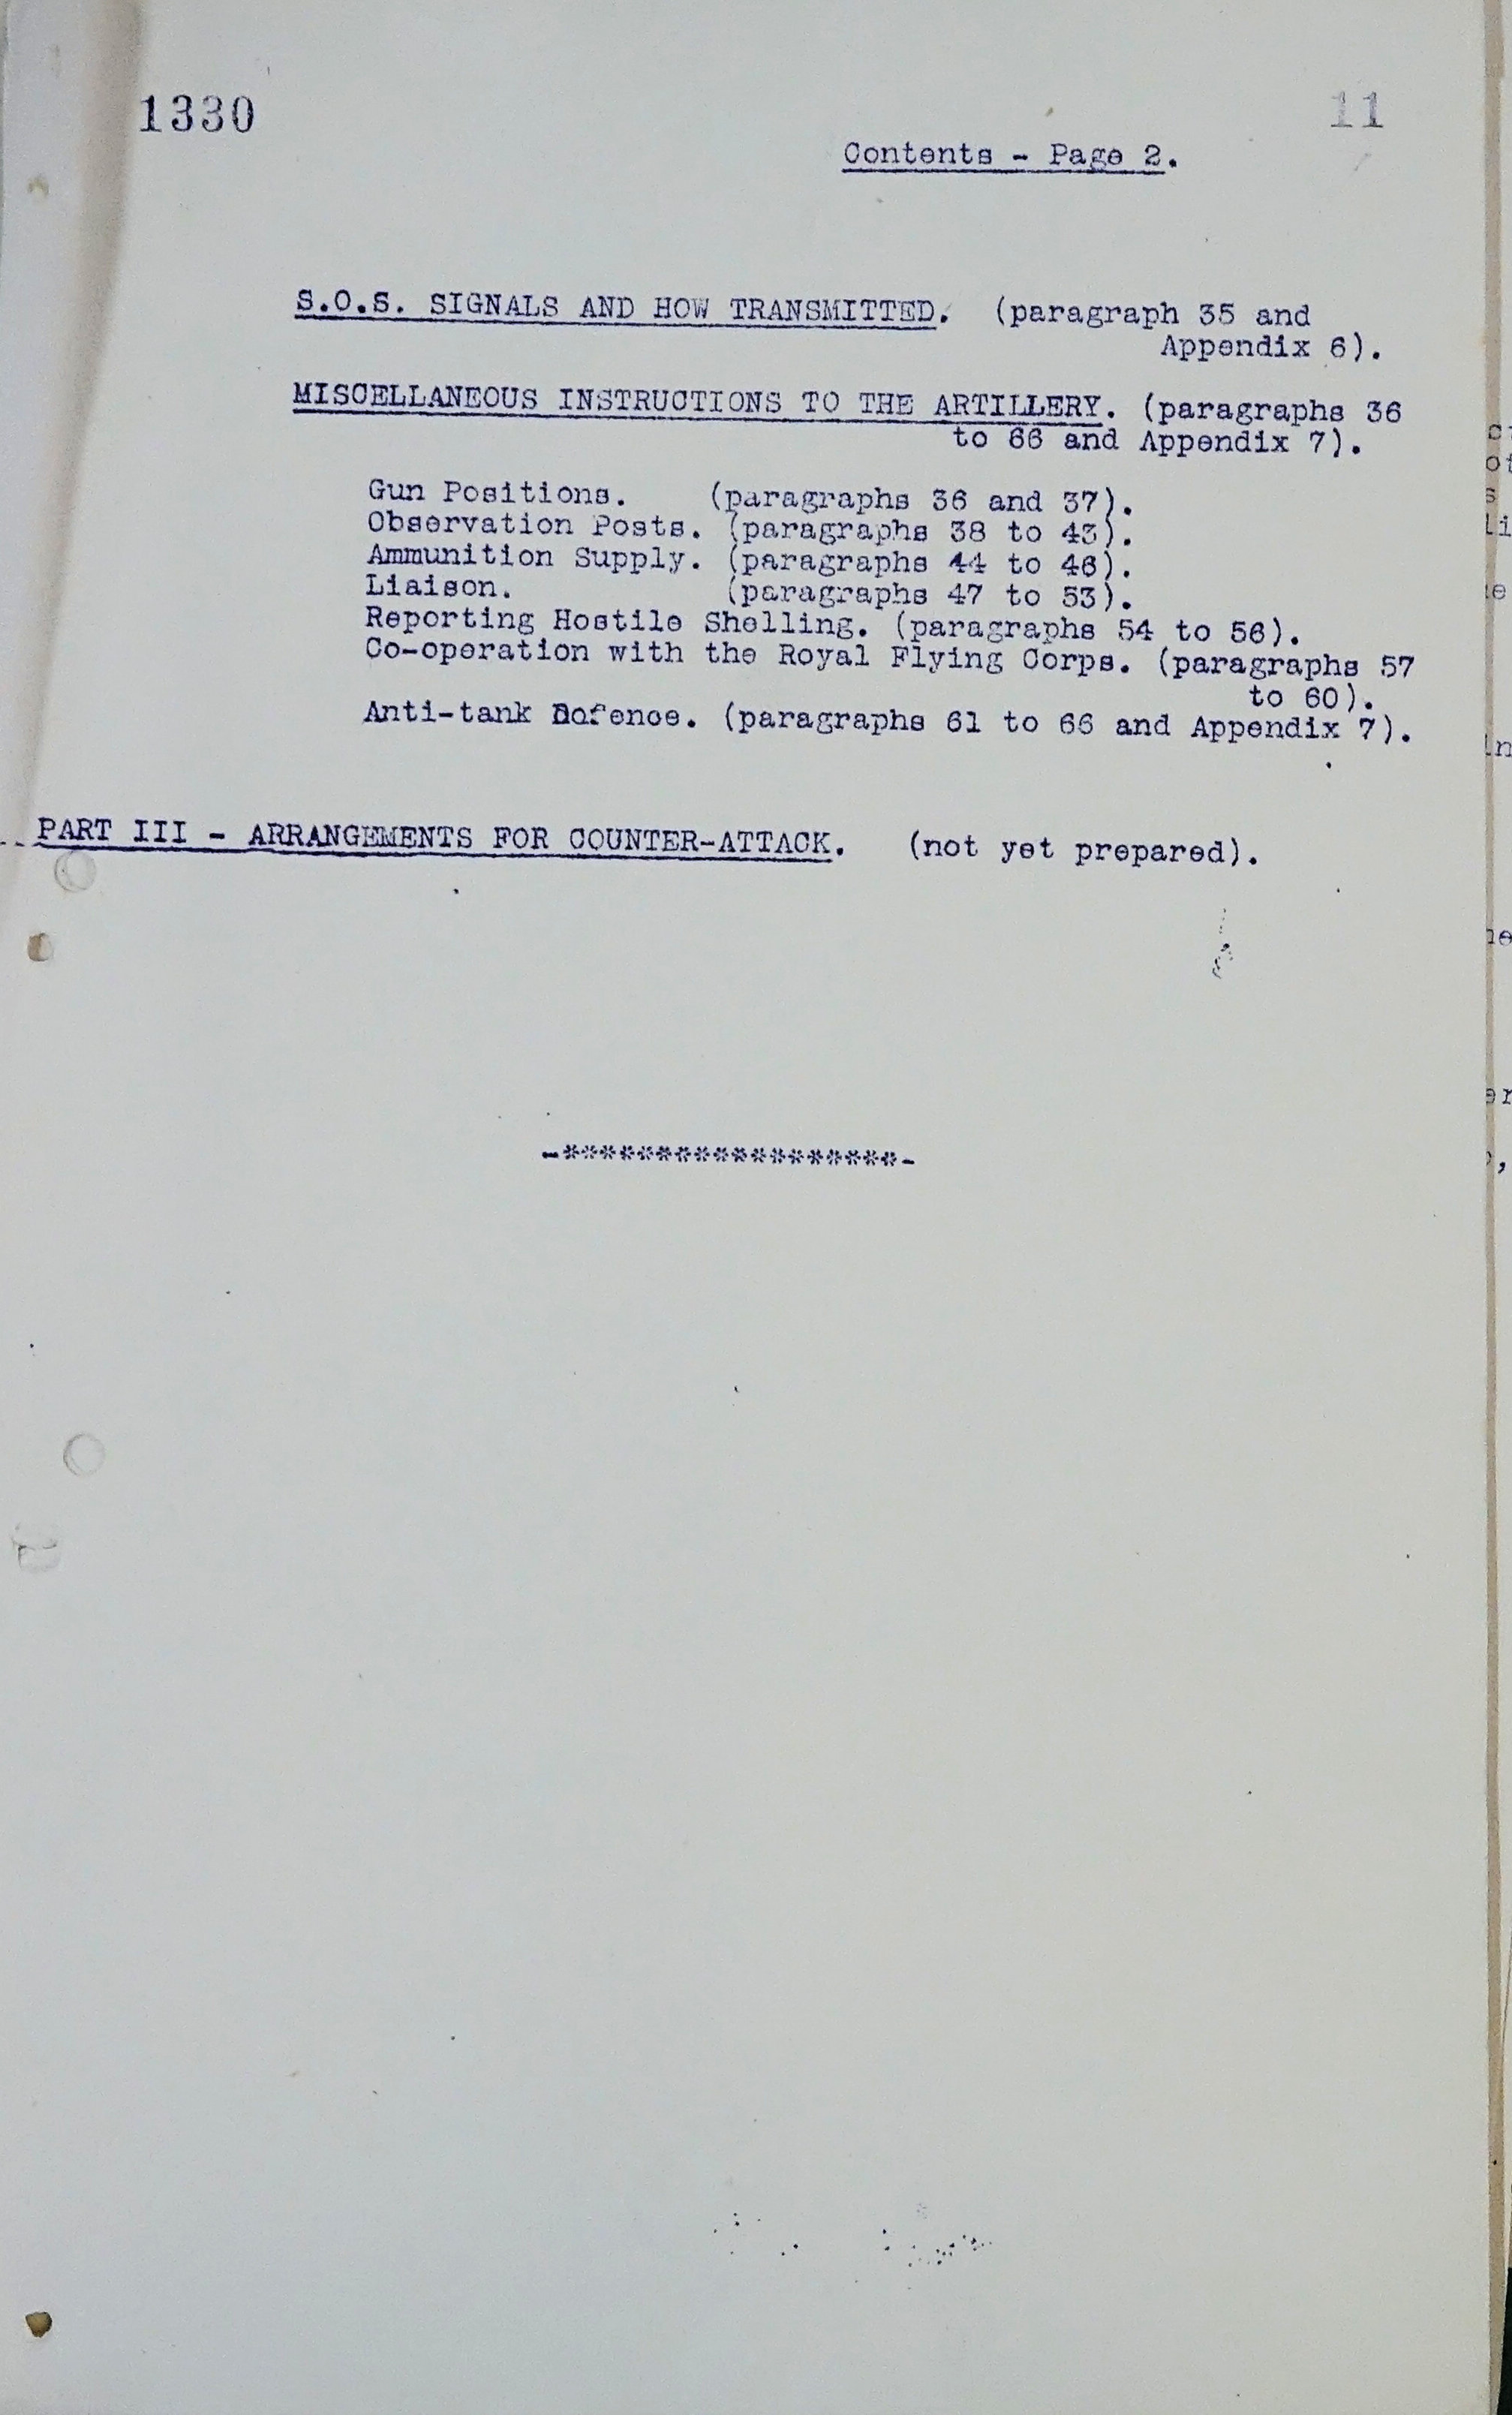 1330
11
Contents - Page 2.
S.O.S. SIGNALS AND HOW TRANSMITTED. (paragraph 35 and
Appendix 6).
MISCELLANEOUS INSTRUCTIONS TO THE ARTILLERY. (paragraphs 36
to 66 and Appendix 7).
Gun Positions. (paragraphs 36 and 37).
Observation Posts. (paragraphs 38 to 43).
Ammunition Supply. (paragraphs 44 to 46).
Liaison. (paragraphs 47 to 53).
Reporting Hostile Shelling. (paragraphs 54 to 56).
Co-operation with the Royal Flying Corps. (paragraphs 57
to 60).
Anti-tank Defence. (paragraphs 61 to 66 and Appendix 7).
PART III - ARRANGEMENTS FOR COUNTER-ATTACK. (not yet prepared).
-******************-